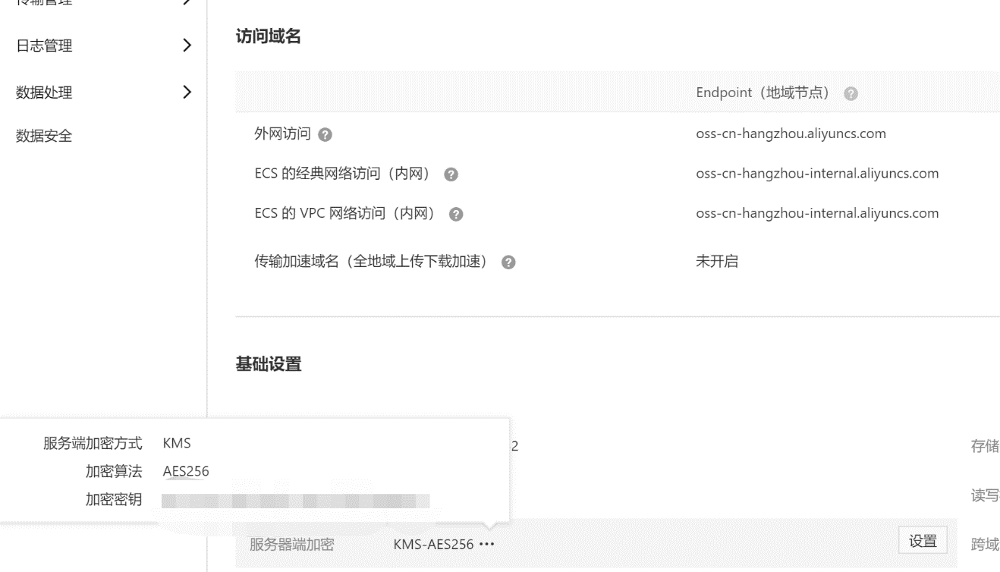 传输管理
日志管理
数据处理
数据安全
访问域名
Endpoint（地域节点）
外网访问 oss-cn-hangzhou.aliyuncs.com
ECS 的经典网络访问（内网） oss-cn-hangzhou-internal.aliyuncs.com
ECS 的 VPC 网络访问（内网） oss-cn-hangzhou-internal.aliyuncs.com
传输加速域名（全地域上传下载加速） 未开启
基础设置
服务端加密方式 KMS
加密算法 AES256
加密密钥
2
存储
读写
服务器端加密 KMS-AES256 ••• 设置
跨域